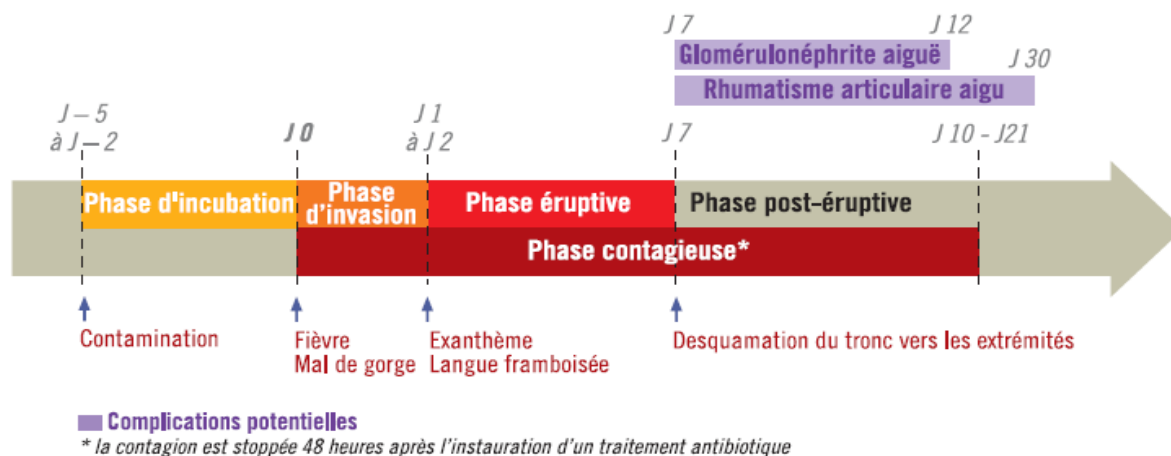 J 7
J 12
Glomérulonéphrite aiguë
J 30
Rhumatisme articulaire aigu
J – 5
à J – 2
J 0
J 1
à J 2
J 7
J 10 - J21
Phase d'incubation
Phase
d'invasion
Phase éruptive
Phase post-éruptive
Phase contagieuse*
Contamination
Fièvre
Mal de gorge
Exanthème
Langue framboisée
Desquamation du tronc vers les extrémités
Complications potentielles
* la contagion est stoppée 48 heures après l'instauration d'un traitement antibiotique